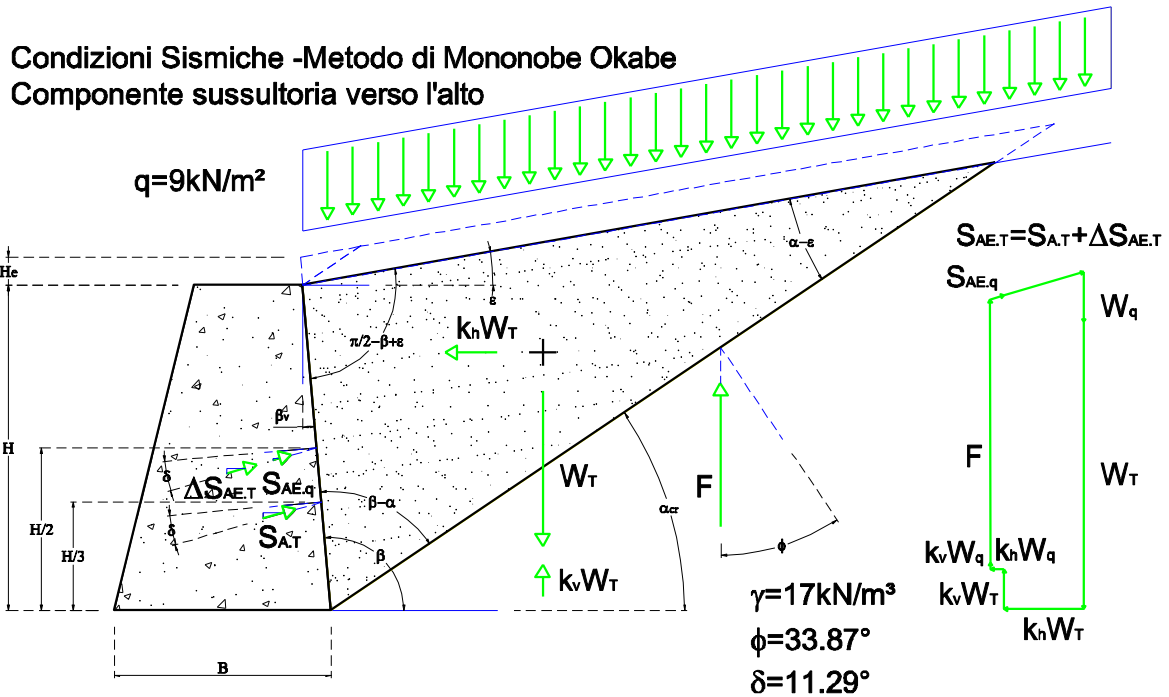 Condizioni Sismiche -Metodo di Mononobe Okabe
Componente sussultoria verso l'alto
q=9kN/m²
He
H
H/2
H/3
B
ε
α−ε
π/2−β+ε
khWT
βv
δ
δ
ΔSAE.T
SAE.q
SA.T
β−α
β
WT
kvWT
αcr
F
ϕ
γ=17kN/m³
ϕ=33.87°
δ=11.29°
SAE.T=SA.T+ΔSAE.T
SAE.q
Wq
F
WT
kvWq
khWq
kvWT
khWT